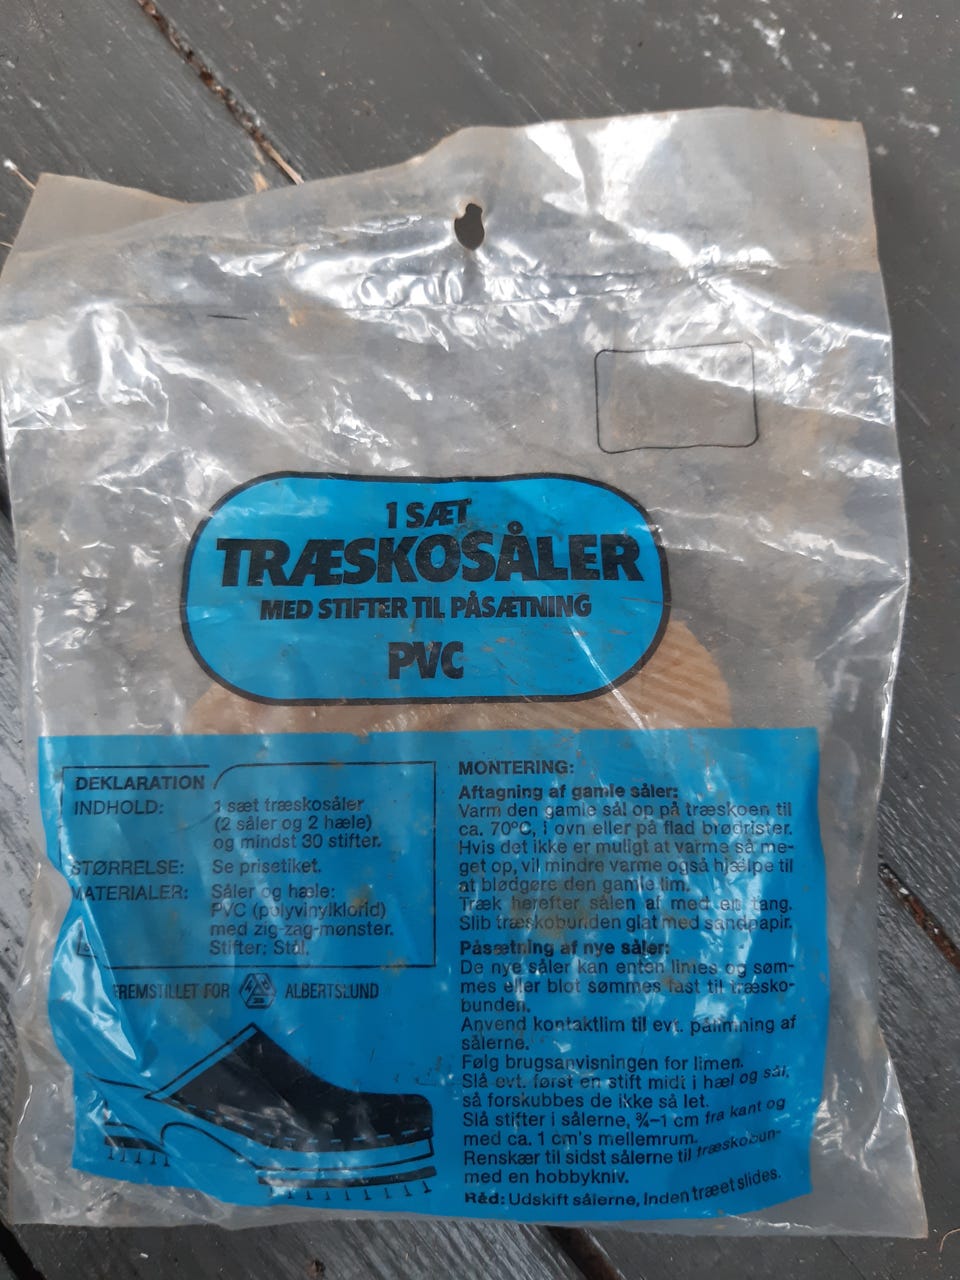 1 SÆT
TRÆSKOSÅLER
MED STIFTER TIL PÅSÆTNING
PVC
DEKLARATION
INDHOLD: 1 sæt træskosåler
(2 såler og 2 hæle)
og mindst 30 stifter.
STØRRELSE: Se prisetiket.
MATERIALER: Såler og hæle:
PVC (polyvinylklorid)
med zig-zag-mønster.
Stifter: Stål.
FREMSTILLET FOR ALBERTSLUND
MONTERING:
Aftagning af gamle såler:
Varm den gamle sål op på træskoen til
ca. 70°C, i ovn eller på flad brødrister.
Hvis det ikke er muligt at varme så me-
get op, vil mindre varme også hjælpe til
at blødgøre den gamle lim.
Træk herefter sålen af med en tang.
Slib træskobunden glat med sandpapir.
Påsætning af nye såler:
De nye såler kan enten limes og søm-
mes eller blot sømmes fast til træsko-
bunden.
Anvend kontaktlim til evt. pålimning af
sålerne.
Følg brugsanvisningen for limen.
Slå evt. først en stift midt i hæl og sål,
så forskubbes de ikke så let.
Slå stifter i sålerne, ¾–1 cm fra kant og
med ca. 1 cm's mellemrum.
Renskær til sidst sålerne til træskobun-
med en hobbykniv.
Råd: Udskift sålerne, inden træet slides.